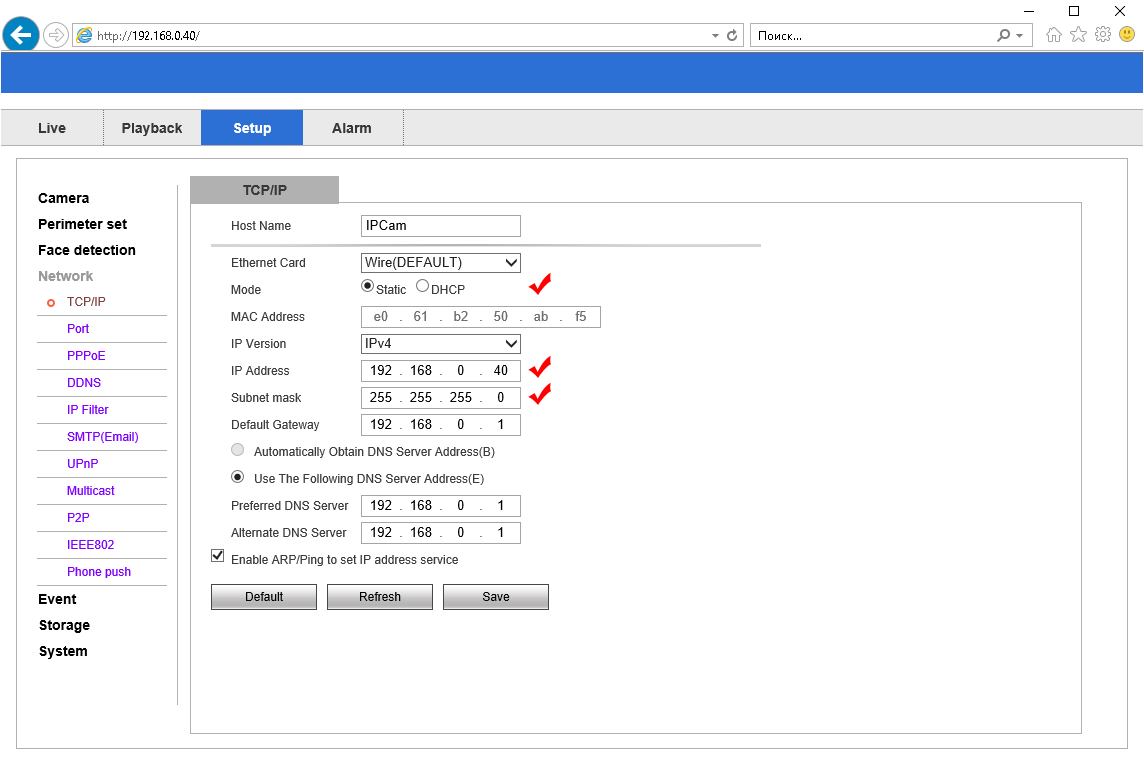 http://192.168.0.40/
Поиск...
Live Playback Setup Alarm
TCP/IP
Camera
Perimeter set
Face detection
Network
TCP/IP
Port
PPPoE
DDNS
IP Filter
SMTP(Email)
UPnP
Multicast
P2P
IEEE802
Phone push
Event
Storage
System
Host Name IPCam
Ethernet Card Wire(DEFAULT)
Mode Static DHCP
MAC Address e0 . 61 . b2 . 50 . ab . f5
IP Version IPv4
IP Address 192 . 168 . 0 . 40
Subnet mask 255 . 255 . 255 . 0
Default Gateway 192 . 168 . 0 . 1
Automatically Obtain DNS Server Address(B)
Use The Following DNS Server Address(E)
Preferred DNS Server 192 . 168 . 0 . 1
Alternate DNS Server 192 . 168 . 0 . 1
Enable ARP/Ping to set IP address service
Default Refresh Save